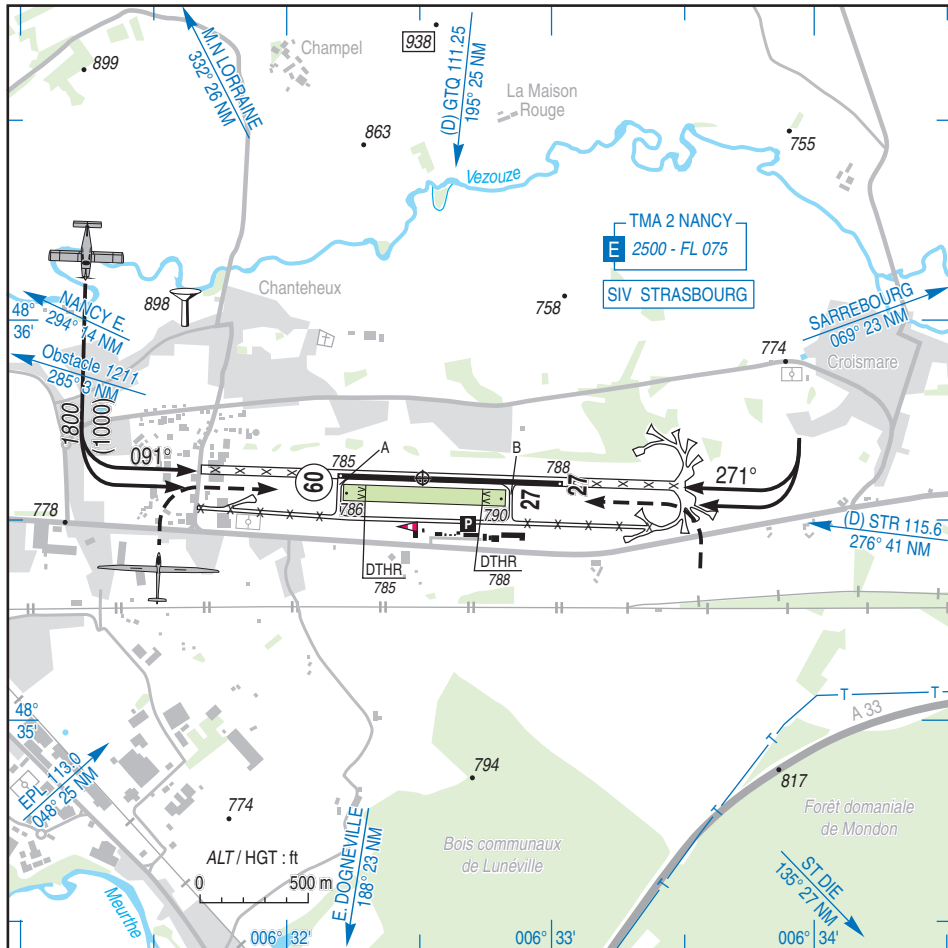 899
M.N LORRAINE
332° 26 NM
Champel
938
(D) GTQ 111.25
195° 25 NM
La Maison
Rouge
863
755
Vezouze
TMA 2 NANCY
E 2500 - FL 075
SIV STRASBOURG
898
Chanteheux
758
48°
36'
NANCY E.
294° 14 NM
Obstacle 1211
285° 3 NM
SARREBOURG
069° 23 NM
774
Croismare
1800
(1000)
091°
A
785
60
B
788
27
27
271°
778
786
790
P
(D) STR 115.6
276° 41 NM
DTHR
785
DTHR
788
48°
35'
T
T
A 33
T
EPL 113.0
048° 25 NM
794
817
774
Forêt domaniale
de Mondon
ALT / HGT : ft
0 500 m
E. DOGNEVILLE
188° 23 NM
Bois communaux
de Lunéville
T
ST DIE
135° 27 NM
Meurthe
T
006° 32'
006° 33'
006° 34'